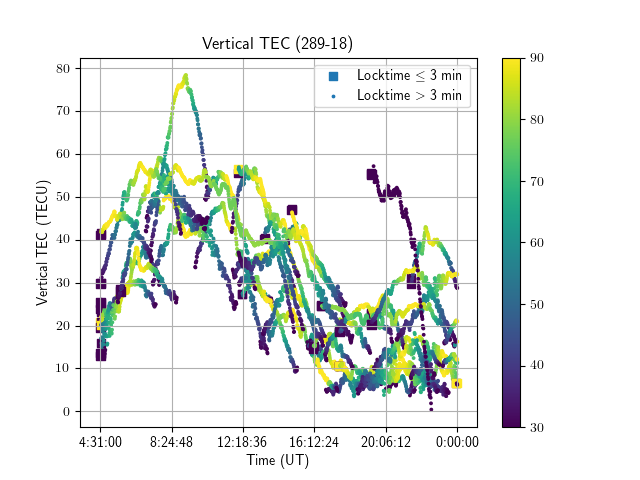 Vertical TEC (289-18)
Locktime ≤ 3 min
Locktime > 3 min
80
70
60
50
40
30
20
10
0
Vertical TEC (TECU)
4:31:00 8:24:48 12:18:36 16:12:24 20:06:12 0:00:00
Time (UT)
90
80
70
60
50
40
30